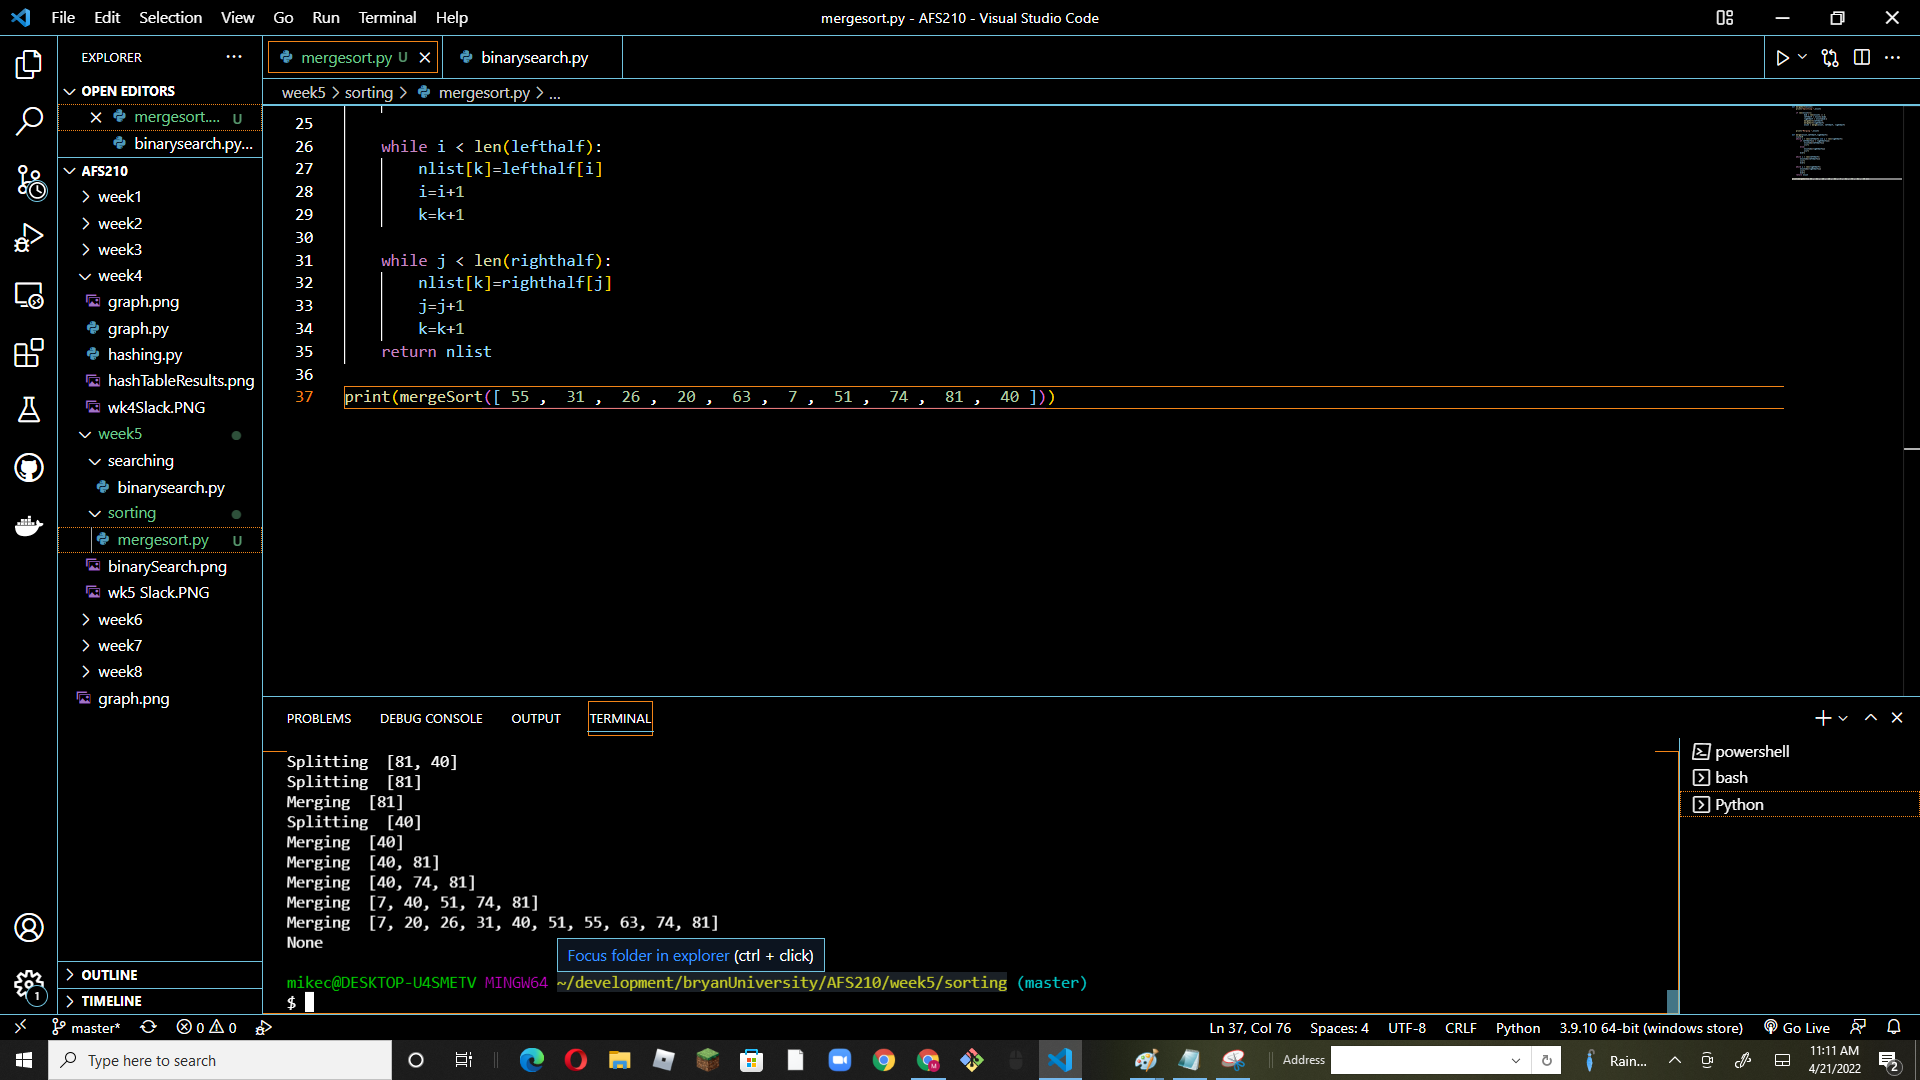 File Edit Selection View Go Run Terminal Help
mergesort.py - AFS210 - Visual Studio Code
EXPLORER
OPEN EDITORS
mergesort.... U
binarysearch.py...
AFS210
week1
week2
week3
week4
graph.png
graph.py
hashing.py
hashTableResults.png
wk4Slack.PNG
week5
searching
binarysearch.py
sorting
mergesort.py U
binarySearch.png
wk5 Slack.PNG
week6
week7
week8
graph.png
OUTLINE
TIMELINE
1
mergesort.py U
binarysearch.py
week5 > sorting > mergesort.py > ...
25
26 while i < len(lefthalf):
27 nlist[k]=lefthalf[i]
28 i=i+1
29 k=k+1
30
31 while j < len(righthalf):
32 nlist[k]=righthalf[j]
33 j=j+1
34 k=k+1
35 return nlist
36
37 print(mergeSort([ 55 , 31 , 26 , 20 , 63 , 7 , 51 , 74 , 81 , 40 ]))
PROBLEMS DEBUG CONSOLE OUTPUT TERMINAL
Splitting [81, 40]
Splitting [81]
Merging [81]
Splitting [40]
Merging [40]
Merging [40, 81]
Merging [40, 74, 81]
Merging [7, 40, 51, 74, 81]
Merging [7, 20, 26, 31, 40, 51, 55, 63, 74, 81]
None
Focus folder in explorer (ctrl + click)
mikec@DESKTOP-U4SMETV MINGW64 ~/development/bryanUniversity/AFS210/week5/sorting (master)
$
powershell
bash
Python
master* 0 0
Ln 37, Col 76 Spaces: 4 UTF-8 CRLF Python 3.9.10 64-bit (windows store) Go Live
Type here to search
Address
Rain...
11:11 AM
4/21/2022
2